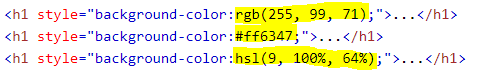 <h1 style="background-color:rgb(255, 99, 71);">...</h1>
<h1 style="background-color:#ff6347;">...</h1>
<h1 style="background-color:hsl(9, 100%, 64%);">...</h1>